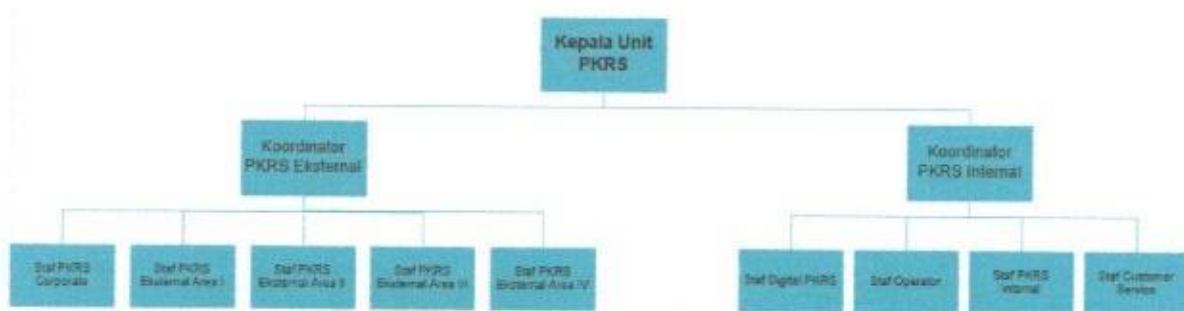 Kepala Unit
PKRS
Koordinator
PKRS Eksternal
Koordinator
PKRS Internal
Staf PKRS
Corporate
Staf PKRS
Eksternal Area I
Staf PKRS
Eksternal Area II
Staf PKRS
Eksternal Area III
Staf PKRS
Eksternal Area IV
Staf Digital PKRS
Staf Operator
Staf PKRS
Internal
Staf Customer
Service